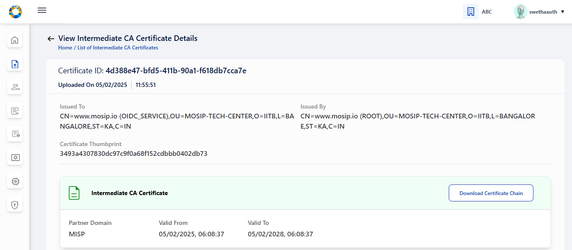 ABC
swethaauth
View Intermediate CA Certificate Details
Home / List of Intermediate CA Certificates
Certificate ID: 4d388e47-bfd5-411b-90a1-f618db7cca7e
Uploaded On 05/02/2025 | 11:55:51
Issued To
CN=www.mosip.io (OIDC_SERVICE),OU=MOSIP-TECH-CENTER,O=IITB,L=BA
NGALORE,ST=KA,C=IN
Issued By
CN=www.mosip.io (ROOT),OU=MOSIP-TECH-CENTER,O=IITB,L=BANGALOR
E,ST=KA,C=IN
Certificate Thumbprint
3493a4307830dc97c9f0a68f152cdbbb0402db73
Intermediate CA Certificate
Download Certificate Chain
Partner Domain
MISP
Valid From
05/02/2025, 06:08:37
Valid To
05/02/2028, 06:08:37